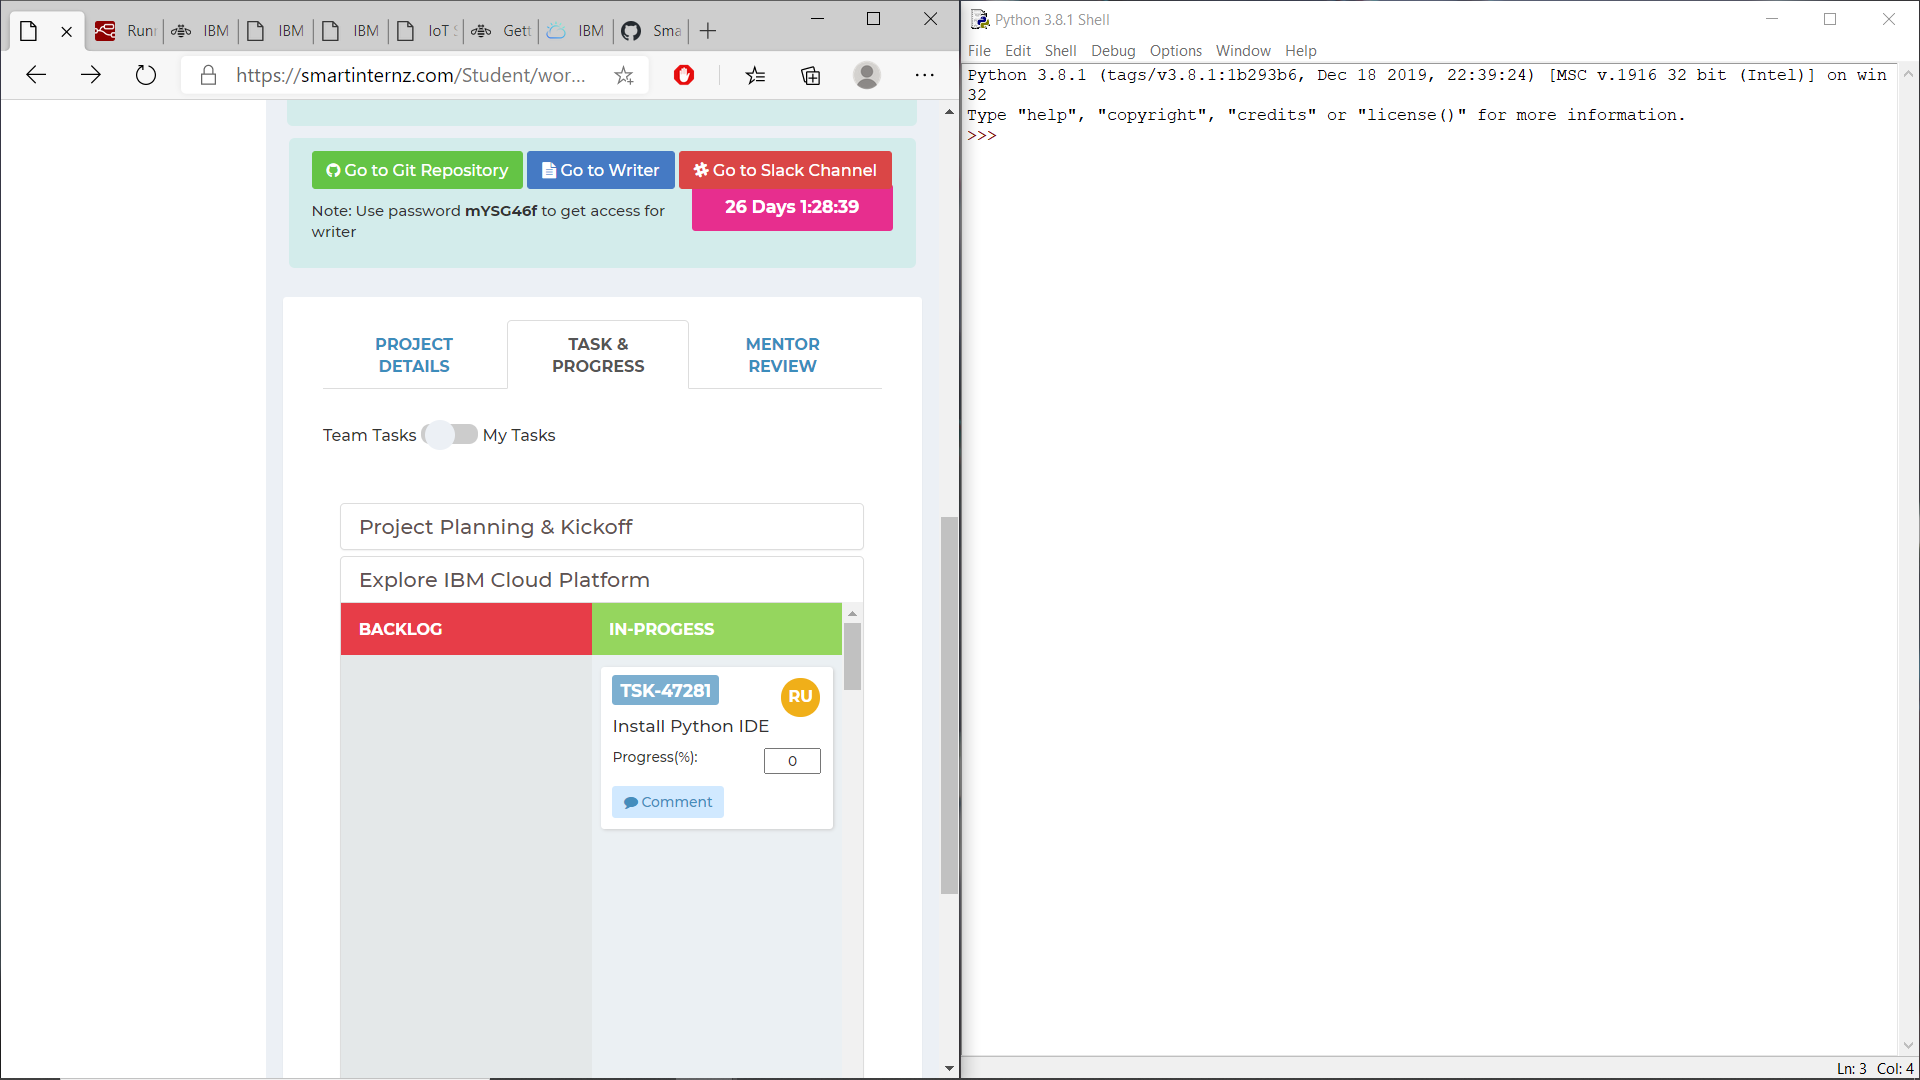 Runr
IBM
IBM
IBM
IoT S
Gett
IBM
Sma
https://smartinternz.com/Student/wor...
Go to Git Repository
Go to Writer
Go to Slack Channel
Note: Use password mYSG46f to get access for
writer
26 Days 1:28:39
PROJECT
DETAILS
TASK &
PROGRESS
MENTOR
REVIEW
Team Tasks
My Tasks
Project Planning & Kickoff
Explore IBM Cloud Platform
BACKLOG
IN-PROGESS
TSK-47281
RU
Install Python IDE
Progress(%):
0
Comment
Python 3.8.1 Shell
File Edit Shell Debug Options Window Help
Python 3.8.1 (tags/v3.8.1:1b293b6, Dec 18 2019, 22:39:24) [MSC v.1916 32 bit (Intel)] on win
32
Type "help", "copyright", "credits" or "license()" for more information.
>>>
Ln: 3 Col: 4